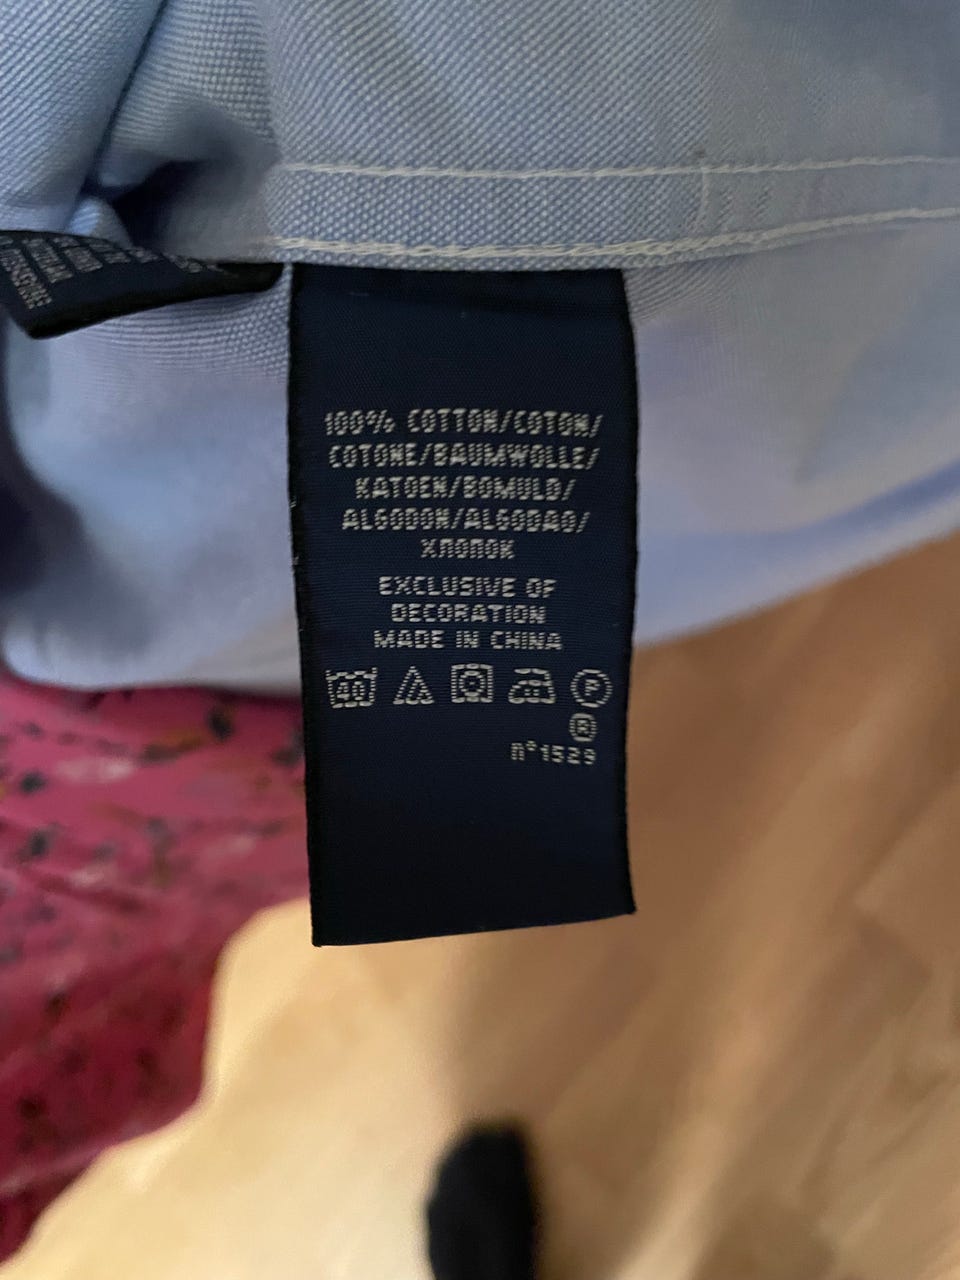 100% COTTON/COTON/
COTONE/BAUMWOLLE/
KATOEN/BOMULD/
ALGODON/ALGODAO/
ХЛОПОК
EXCLUSIVE OF
DECORATION
MADE IN CHINA
40 P
®
n°1529